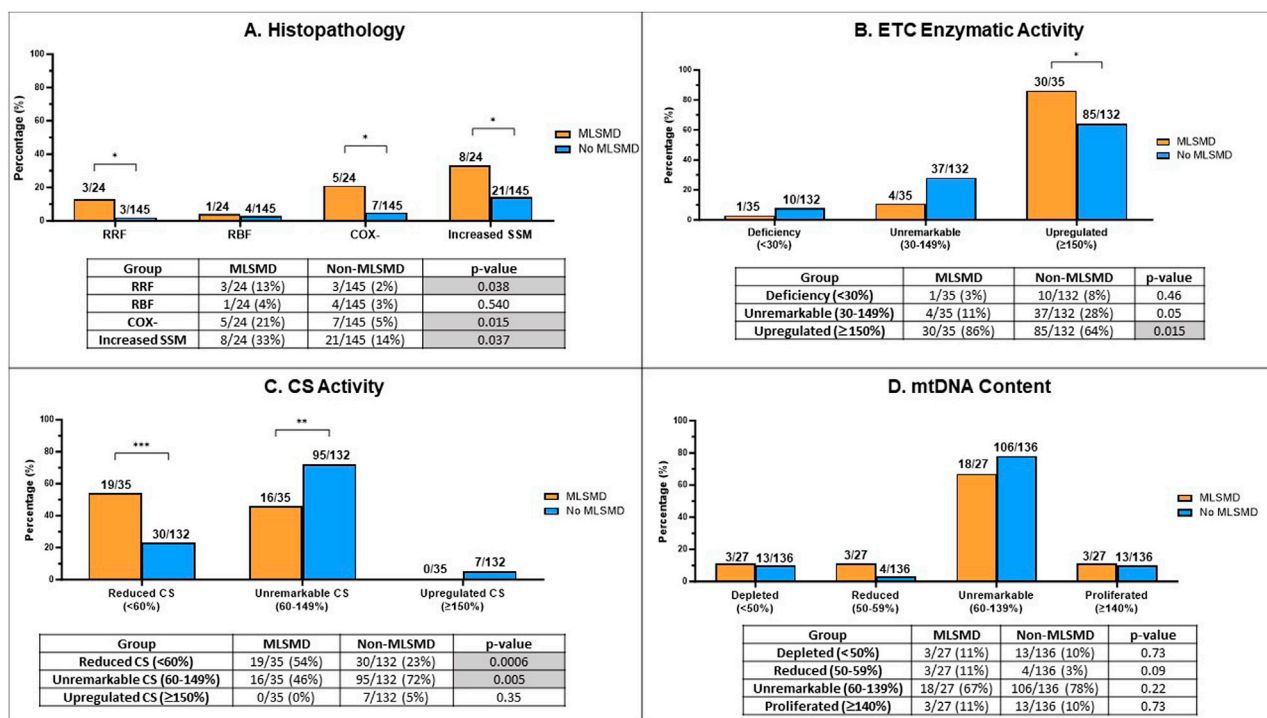 A. Histopathology
Percentage (%)
100
80
60
40
20
0
*
*
*
3/24
3/145
1/24
4/145
5/24
7/145
8/24
21/145
RRF
RBF
COX-
Increased SSM
MLSMD
No MLSMD
Group MLSMD Non-MLSMD p-value
RRF 3/24 (13%) 3/145 (2%) 0.038
RBF 1/24 (4%) 4/145 (3%) 0.540
COX- 5/24 (21%) 7/145 (5%) 0.015
Increased SSM 8/24 (33%) 21/145 (14%) 0.037
B. ETC Enzymatic Activity
Percentage (%)
100
80
60
40
20
0
*
1/35
10/132
4/35
37/132
30/35
85/132
Deficiency
(<30%)
Unremarkable
(30-149%)
Upregulated
(≥150%)
MLSMD
No MLSMD
Group MLSMD Non-MLSMD p-value
Deficiency (<30%) 1/35 (3%) 10/132 (8%) 0.46
Unremarkable (30-149%) 4/35 (11%) 37/132 (28%) 0.05
Upregulated (≥150%) 30/35 (86%) 85/132 (64%) 0.015
C. CS Activity
Percentage (%)
100
80
60
40
20
0
***
**
19/35
30/132
16/35
95/132
0/35
7/132
Reduced CS
(<60%)
Unremarkable CS
(60-149%)
Upregulated CS
(≥150%)
MLSMD
No MLSMD
Group MLSMD Non-MLSMD p-value
Reduced CS (<60%) 19/35 (54%) 30/132 (23%) 0.0006
Unremarkable CS (60-149%) 16/35 (46%) 95/132 (72%) 0.005
Upregulated CS (≥150%) 0/35 (0%) 7/132 (5%) 0.35
D. mtDNA Content
Percentage (%)
100
80
60
40
20
0
3/27
13/136
3/27
4/136
18/27
106/136
3/27
13/136
Depleted
(<50%)
Reduced
(50-59%)
Unremarkable
(60-139%)
Proliferated
(≥140%)
MLSMD
No MLSMD
Group MLSMD Non-MLSMD p-value
Depleted (<50%) 3/27 (11%) 13/136 (10%) 0.73
Reduced (50-59%) 3/27 (11%) 4/136 (3%) 0.09
Unremarkable (60-139%) 18/27 (67%) 106/136 (78%) 0.22
Proliferated (≥140%) 3/27 (11%) 13/136 (10%) 0.73